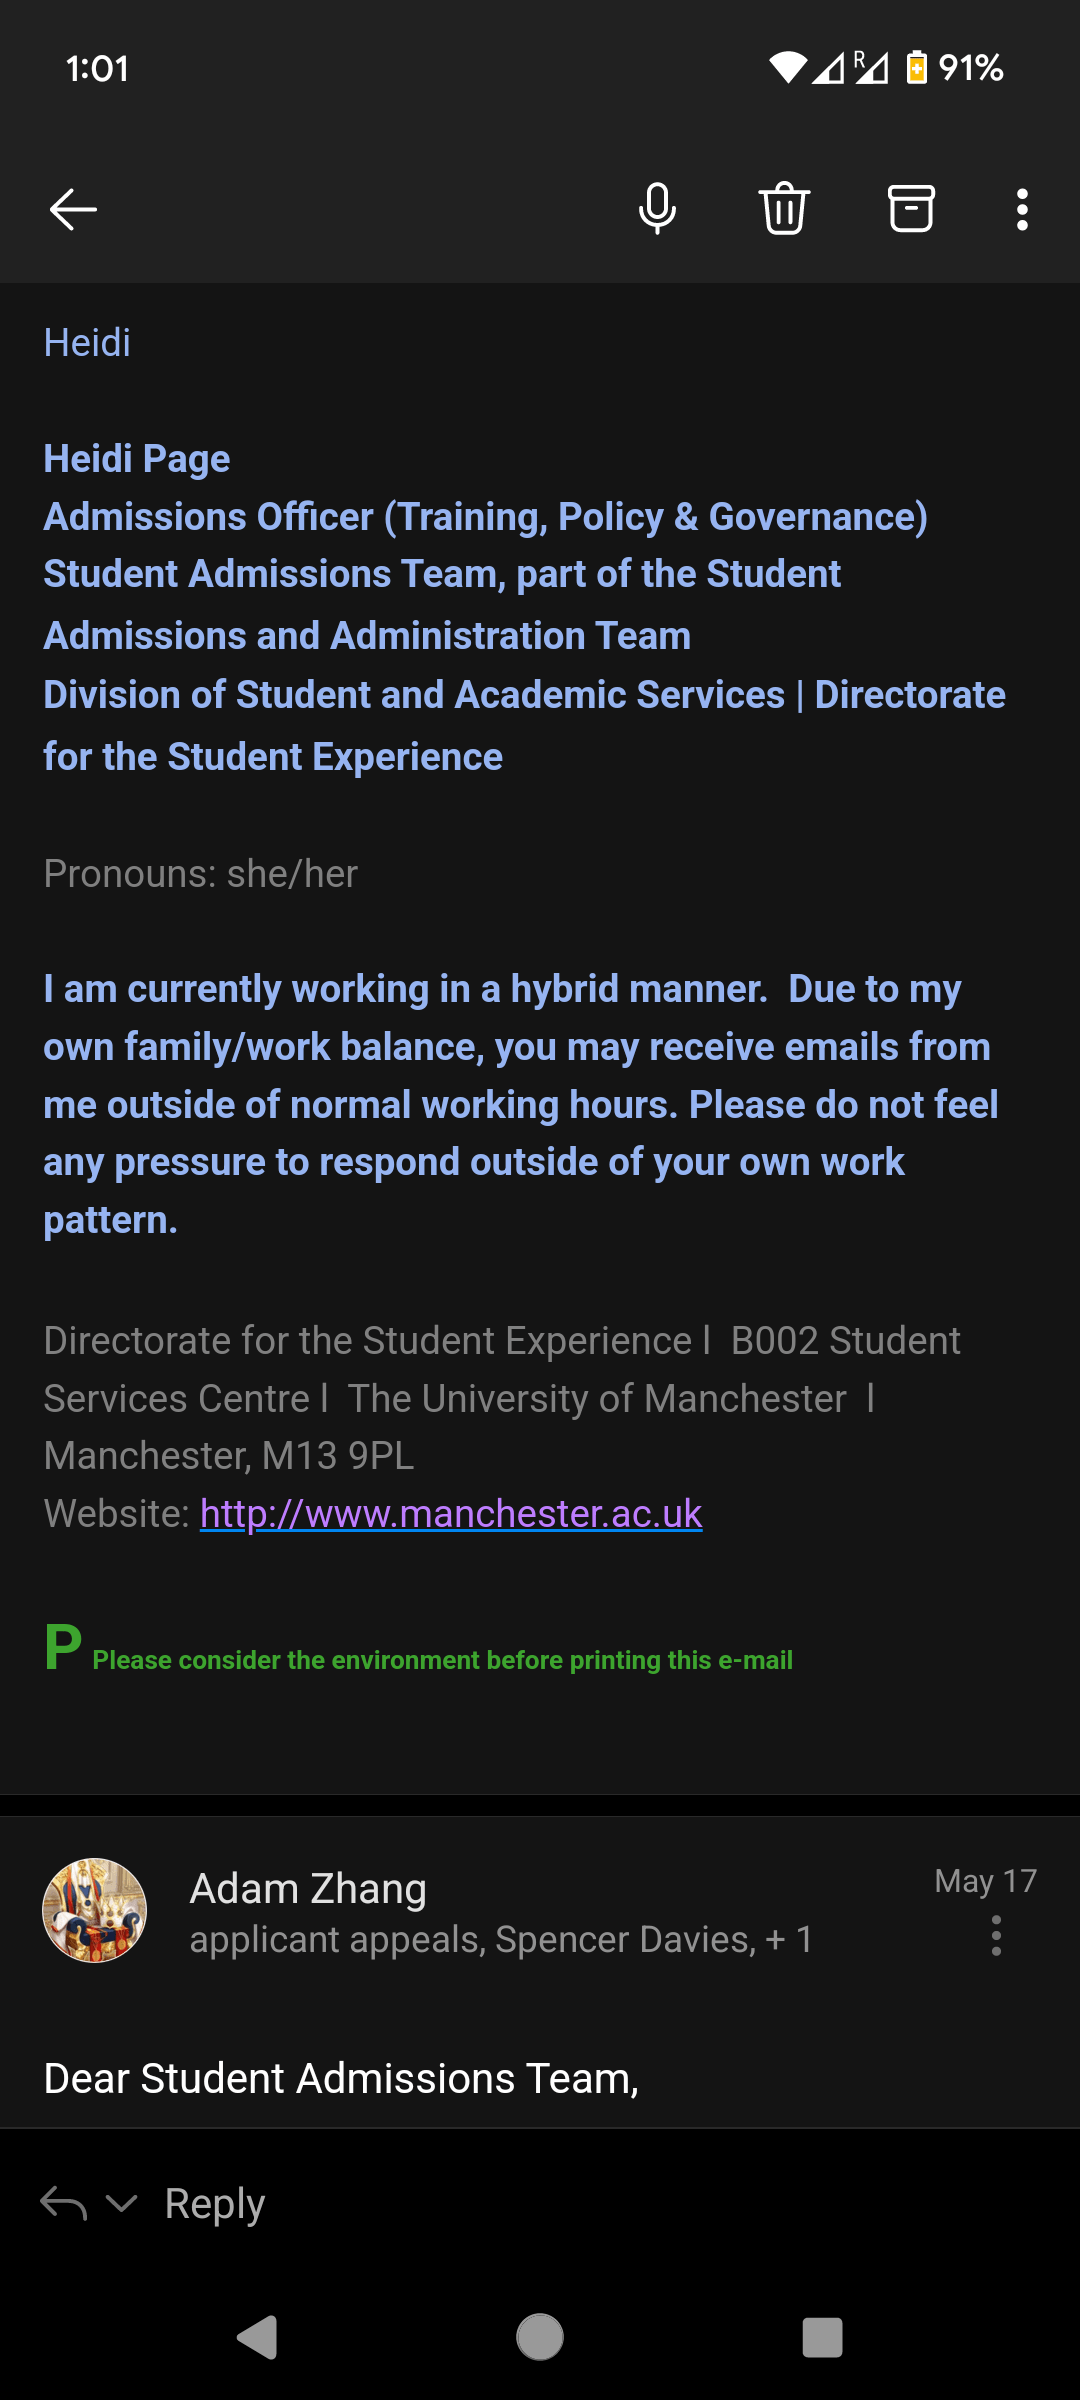 1:01
R
91%
Heidi
Heidi Page
Admissions Officer (Training, Policy & Governance)
Student Admissions Team, part of the Student
Admissions and Administration Team
Division of Student and Academic Services | Directorate
for the Student Experience
Pronouns: she/her
I am currently working in a hybrid manner.  Due to my
own family/work balance, you may receive emails from
me outside of normal working hours. Please do not feel
any pressure to respond outside of your own work
pattern.
Directorate for the Student Experience l  B002 Student
Services Centre l  The University of Manchester  l
Manchester, M13 9PL
Website: http://www.manchester.ac.uk
P Please consider the environment before printing this e-mail
Adam Zhang
May 17
applicant appeals, Spencer Davies, + 1
Dear Student Admissions Team,
Reply